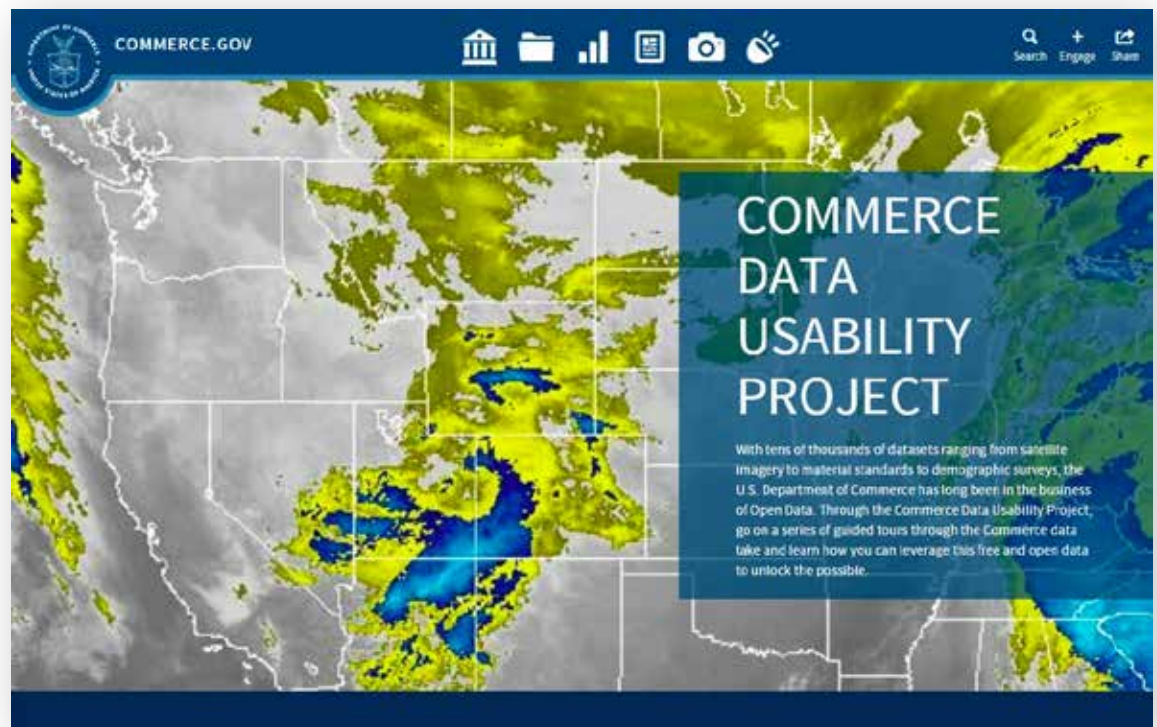 COMMERCE.GOV
Search Engage Share
COMMERCE
DATA
USABILITY
PROJECT
With tens of thousands of datasets ranging from satellite
imagery to material standards to demographic surveys, the
U.S. Department of Commerce has long been in the business
of Open Data. Through the Commerce Data Usability Project,
go on a series of guided tours through the Commerce data
lake and learn how you can leverage this free and open data
to unlock the possible.